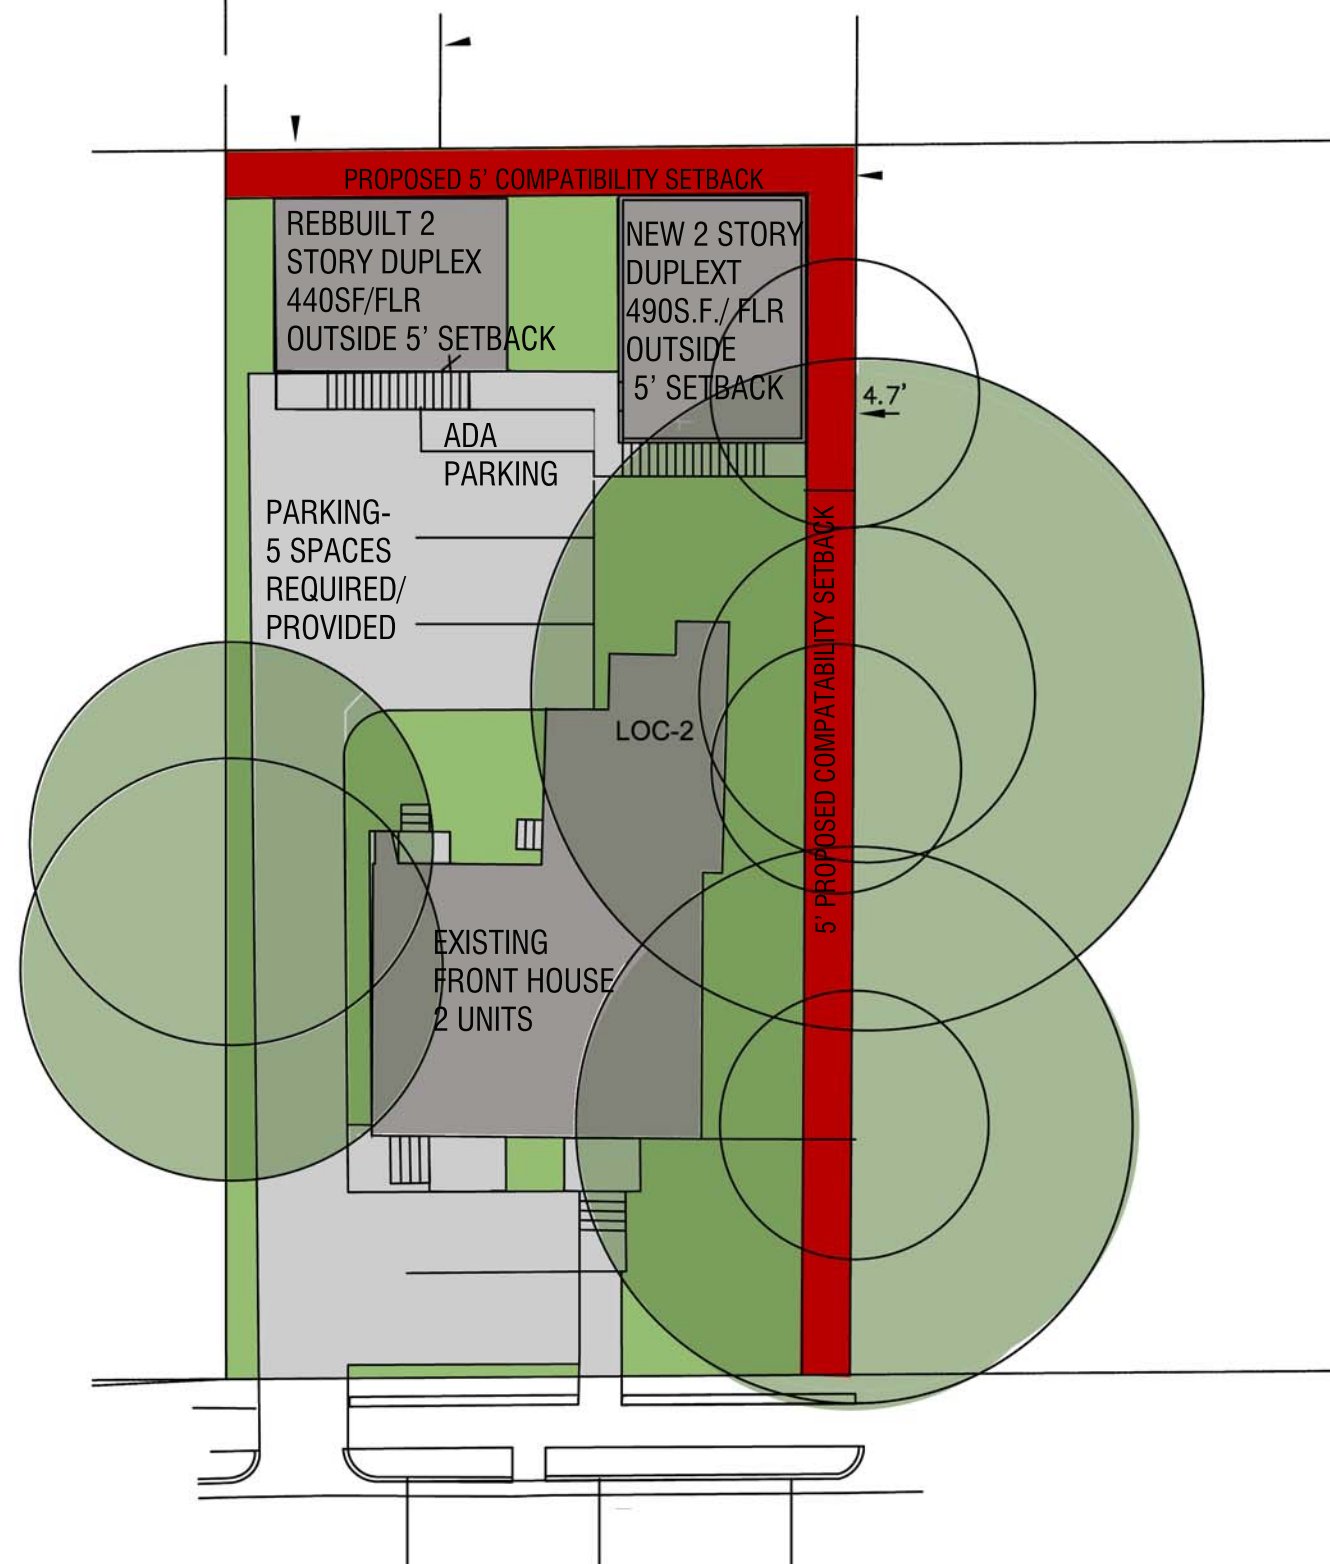 PROPOSED 5' COMPATIBILITY SETBACK
REBBUILT 2
STORY DUPLEX
440SF/FLR
OUTSIDE 5' SETBACK
NEW 2 STORY
DUPLEXT
490S.F./ FLR
OUTSIDE
5' SETBACK
4.7'
ADA
PARKING
PARKING-
5 SPACES
REQUIRED/
PROVIDED
5' PROPOSED COMPATABILITY SETBACK
LOC-2
EXISTING
FRONT HOUSE
2 UNITS